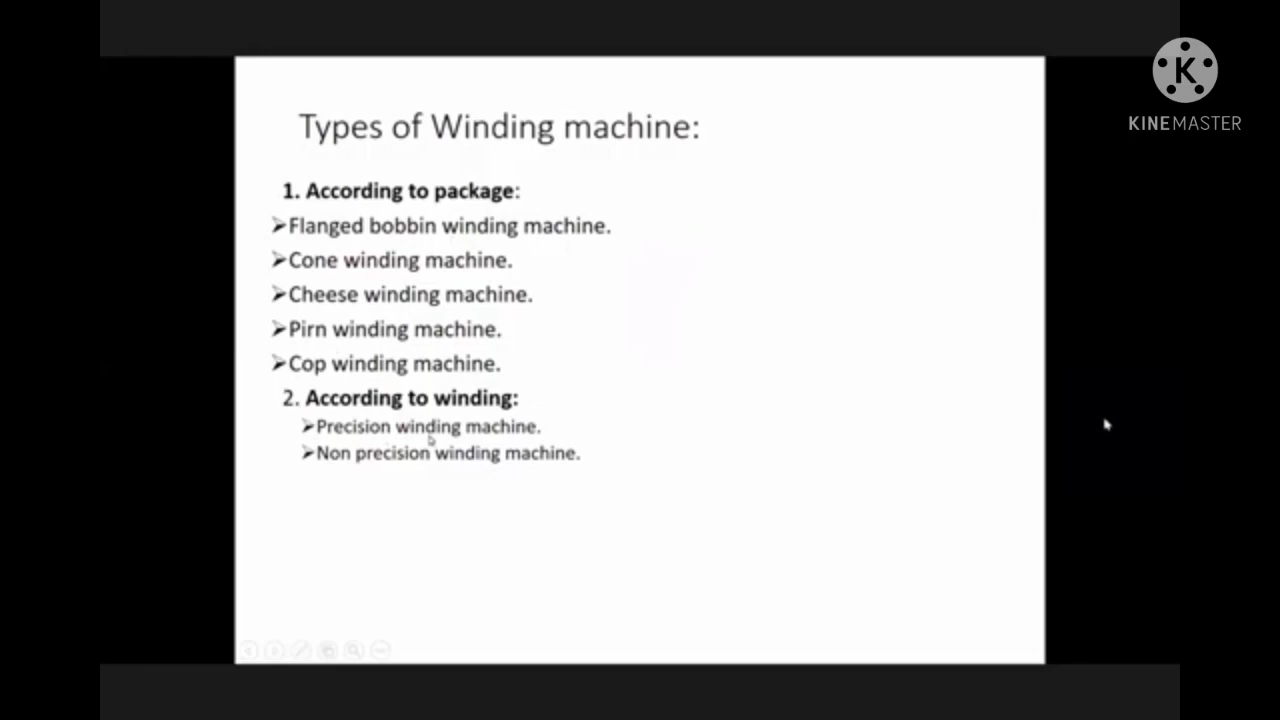 Types of Winding machine:
1. According to package:
➢Flanged bobbin winding machine.
➢Cone winding machine.
➢Cheese winding machine.
➢Pirn winding machine.
➢Cop winding machine.
2. According to winding:
➢Precision winding machine.
➢Non precision winding machine.
K
KINEMASTER